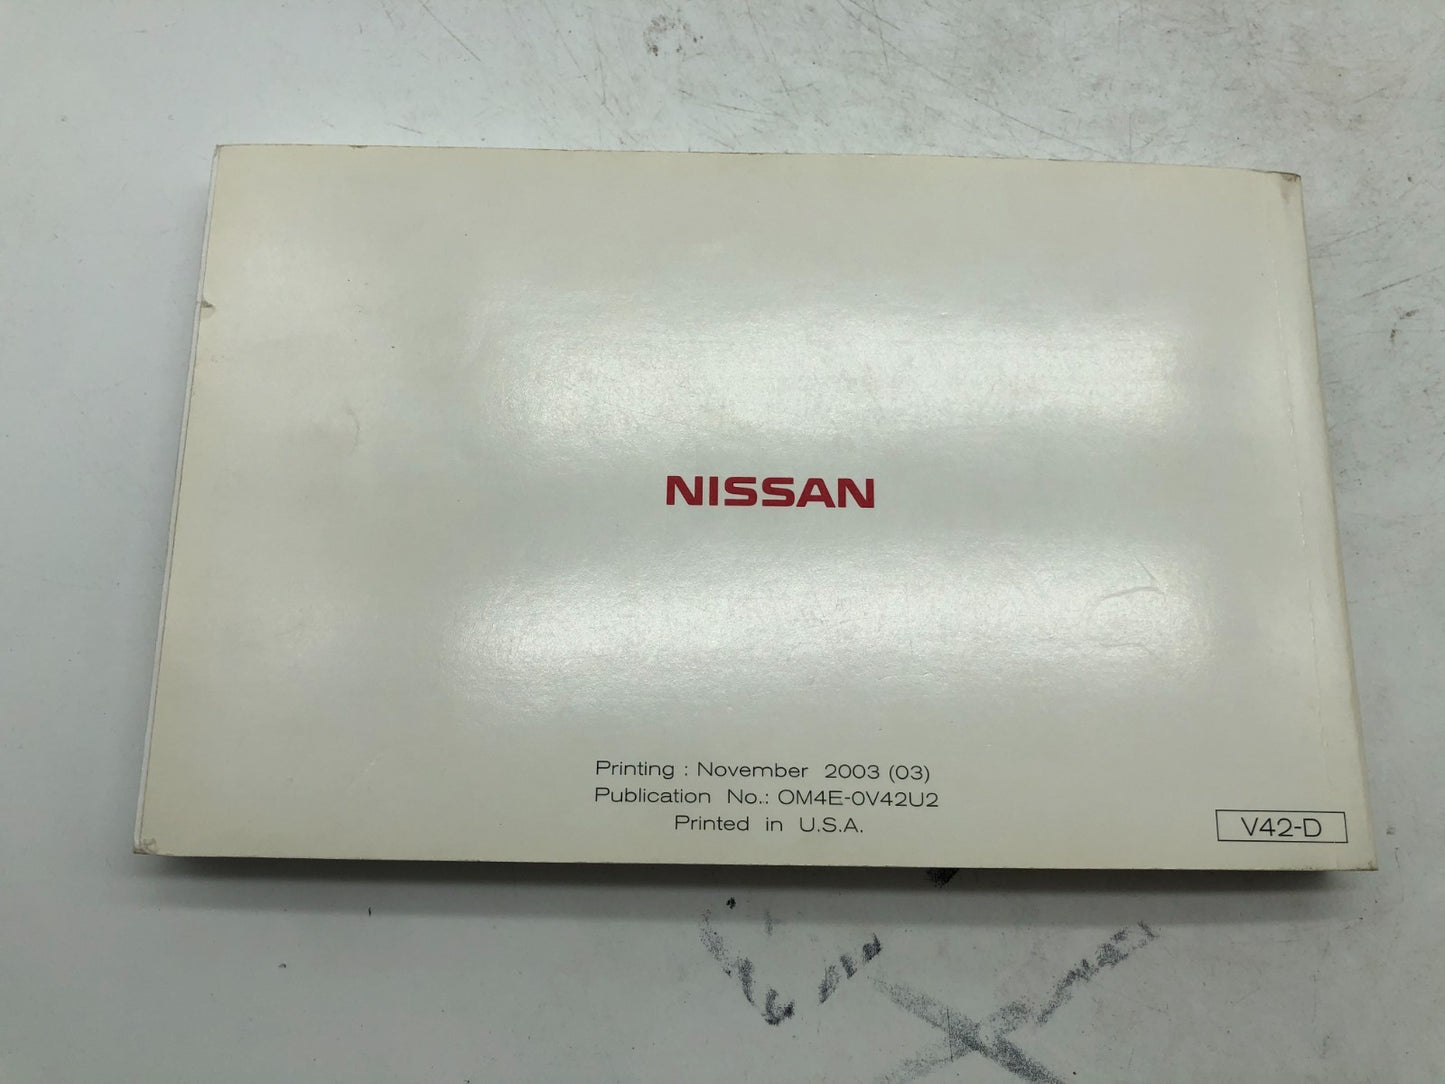 NISSAN
Printing : November 2003 (03)
Publication No.: OM4E-0V42U2
Printed in U.S.A.
V42-D